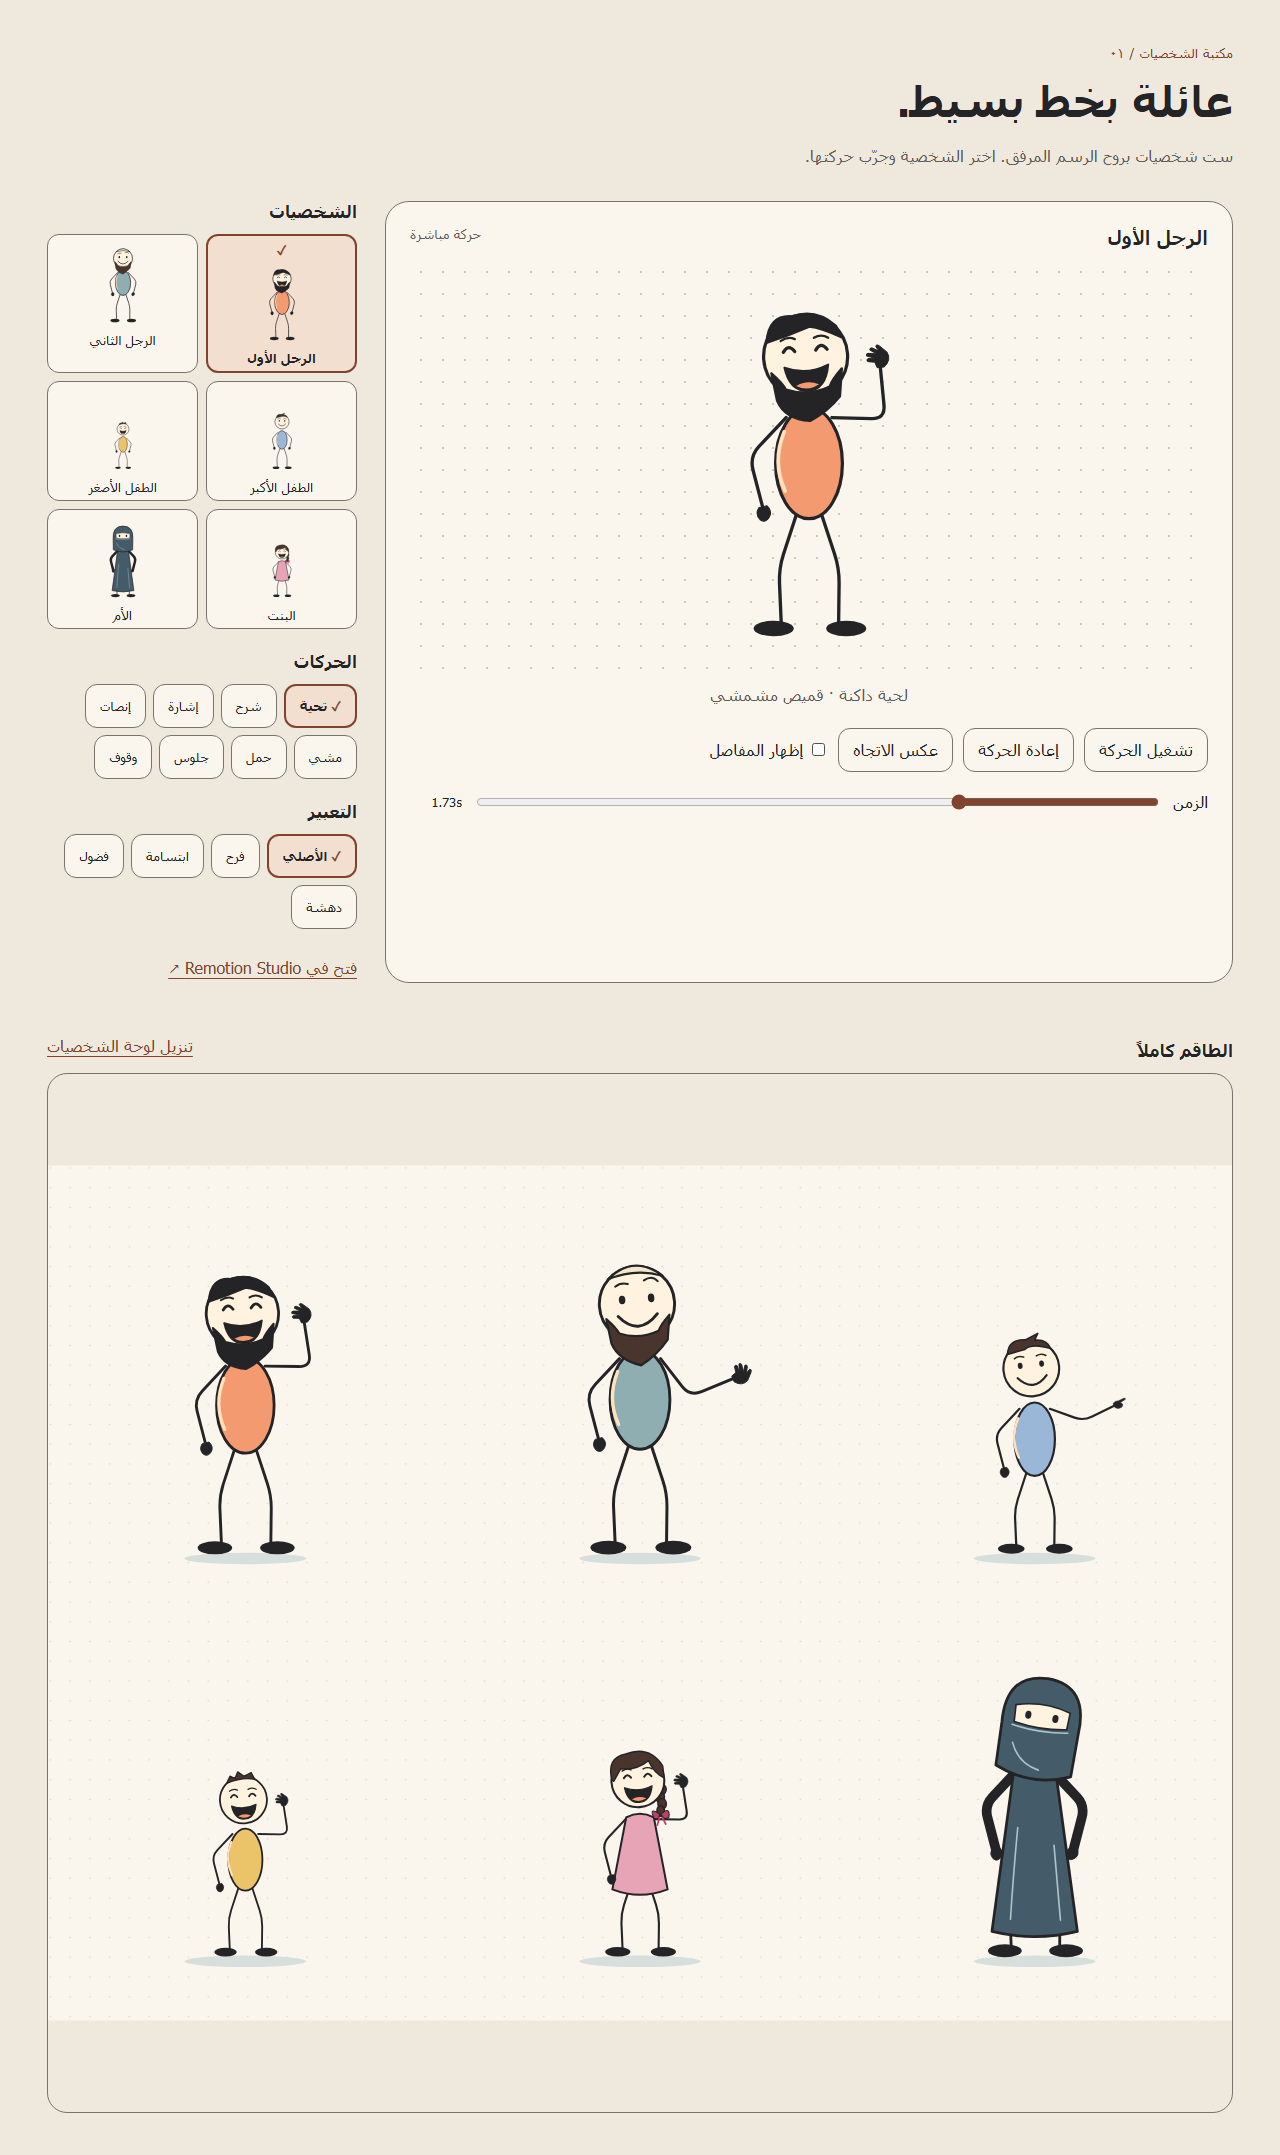 مكتبة الشخصيات / ٠١
عائلة بخط بسيط.
ست شخصيات بروح الرسم المرفق. اختر الشخصية وجرّب حركتها.
الرجل الأول
حركة مباشرة
لحية داكنة · قميص مشمشي
تشغيل الحركة
إعادة الحركة
عكس الاتجاه
إظهار المفاصل
الزمن
1.73s
الشخصيات
✓
الرجل الأول
الرجل الثاني
الطفل الأكبر
الطفل الأصغر
البنت
الأم
الحركات
✓ تحية
شرح
إشارة
إنصات
مشي
حمل
جلوس
وقوف
التعبير
✓ الأصلي
فرح
ابتسامة
فضول
دهشة
فتح في Remotion Studio ↗
الطاقم كاملاً
تنزيل لوحة الشخصيات